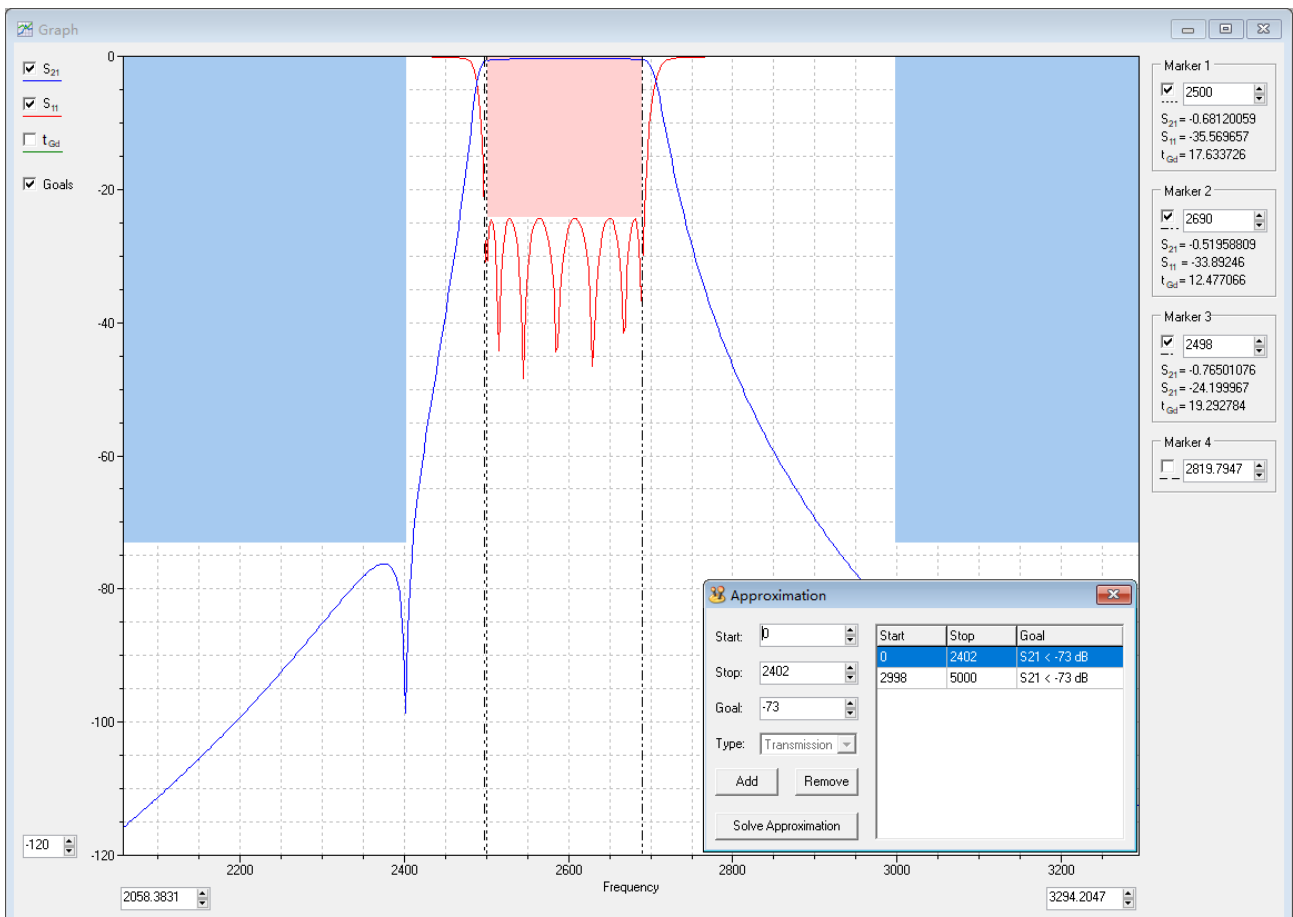 Graph
S21
S11
tGd
Goals
0
-20
-40
-60
-80
-100
-120
-120
2200
2400
2600
2800
3000
3200
Frequency
2058.3831
3294.2047
Marker 1
2500
S21 = -0.68120059
S11 = -35.569657
tGd = 17.633726
Marker 2
2690
S21 = -0.51958809
S11 = -33.89246
tGd = 12.477066
Marker 3
2498
S21 = -0.76501076
S21 = -24.199967
tGd = 19.292784
Marker 4
2819.7947
Approximation
Start: 0
Stop: 2402
Goal: -73
Type: Transmission
Add Remove
Solve Approximation
Start Stop Goal
0 2402 S21 < -73 dB
2998 5000 S21 < -73 dB